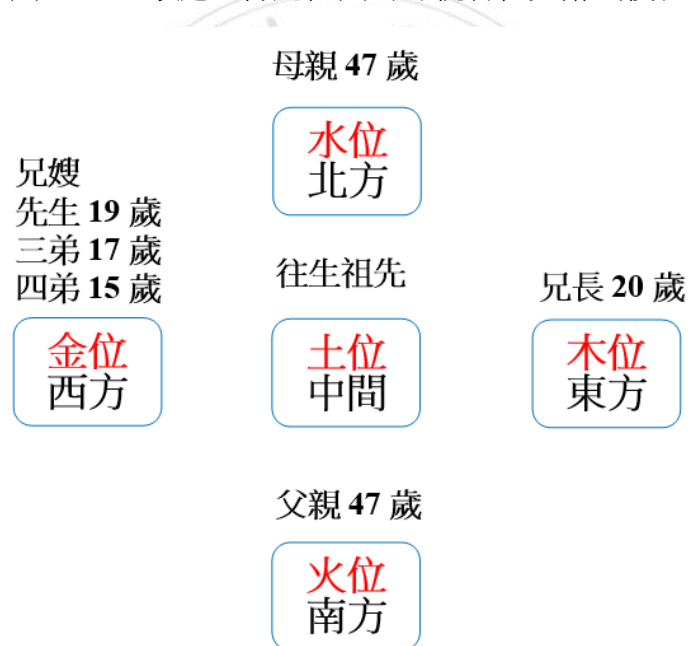 母親 47 歲
水位
北方
兄嫂
先生 19 歲
三弟 17 歲
四弟 15 歲
金位
西方
往生祖先
土位
中間
兄長 20 歲
木位
東方
父親 47 歲
火位
南方